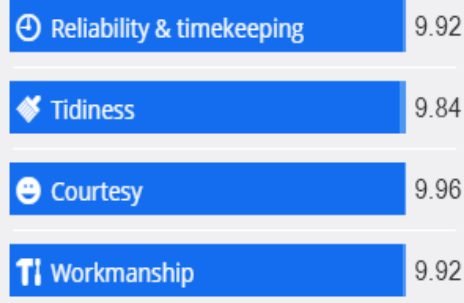 Reliability & timekeeping 9.92
Tidiness 9.84
Courtesy 9.96
Workmanship 9.92